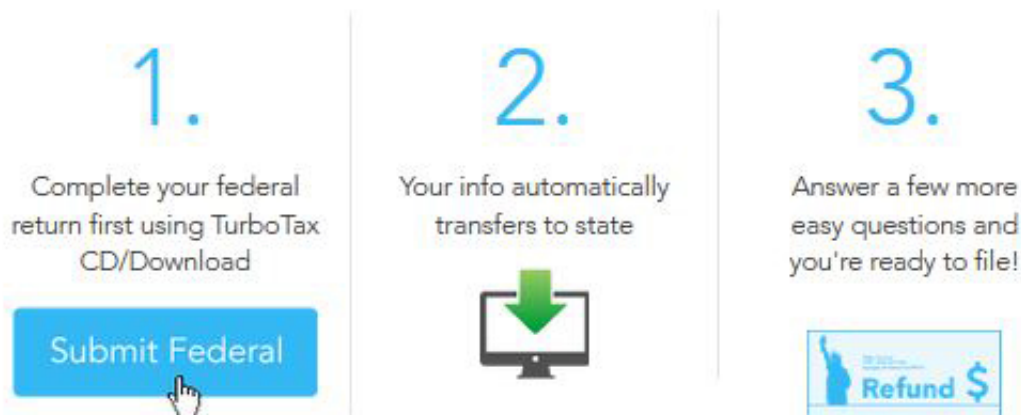 1.
Complete your federal
return first using TurboTax
CD/Download
Submit Federal
2.
Your info automatically
transfers to state
3.
Answer a few more
easy questions and
you're ready to file!
Refund $